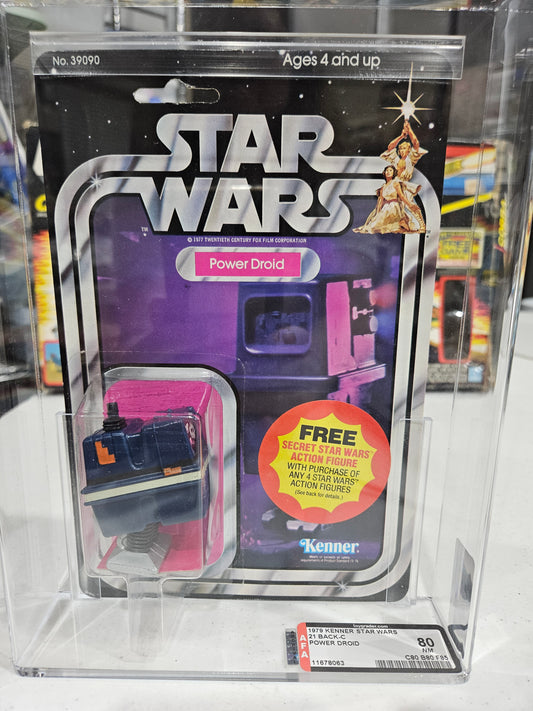 No. 39090
Ages 4 and up
STAR
WARS
TM
© 1977 TWENTIETH CENTURY FOX FILM CORPORATION
Power Droid
FREE
SECRET STAR WARS
ACTION FIGURE
WITH PURCHASE OF
ANY 4 STAR WARS
ACTION FIGURES
(See back for details.)
Kenner
toygrader.com
AFA
1979 KENNER STAR WARS
21 BACK-C
POWER DROID
11678063
80
NM
C80 B80 F85